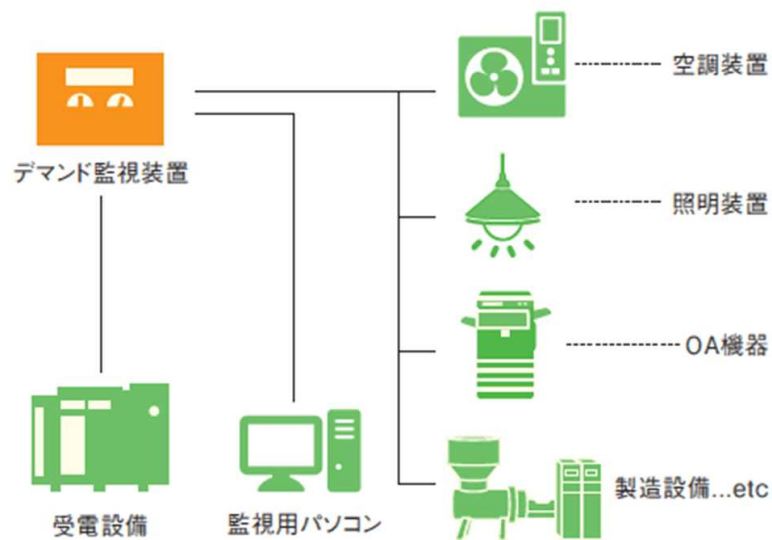 デマンド監視装置
空調装置
照明装置
OA機器
製造設備...etc
受電設備
監視用パソコン